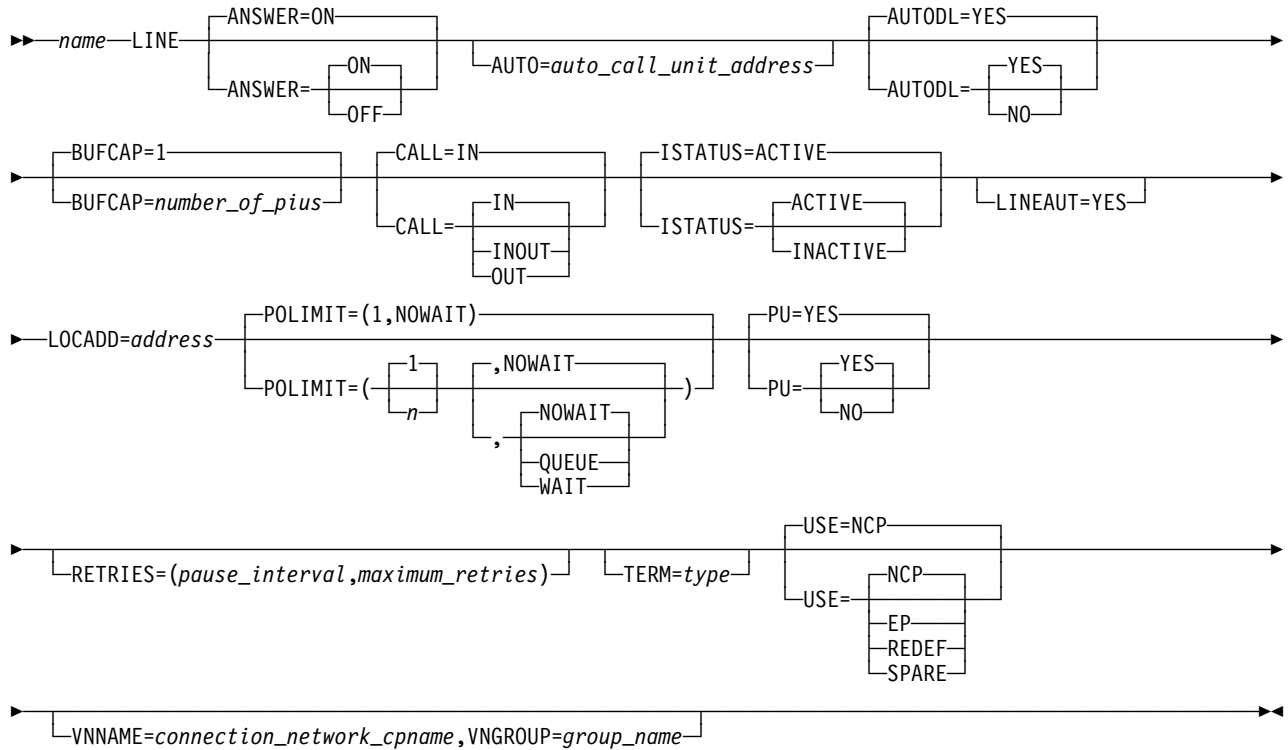 ANSWER=ON AUTODL=YES
name LINE
ON AUTO=auto_call_unit_address YES
ANSWER= AUTODL=
OFF NO
BUFCAP=1 CALL=IN ISTATUS=ACTIVE
BUFCAP=number_of_pius IN ACTIVE LINEAUT=YES
CALL= ISTATUS=
INOUT INACTIVE
OUT
POLIMIT=(1,NOWAIT) PU=YES
LOCADD=address
1 ,NOWAIT YES
POLIMIT=( ) PU=
n NOWAIT NO
,
QUEUE
WAIT
USE=NCP
RETRIES=(pause_interval,maximum_retries) TERM=type NCP
USE=
EP
REDEF
SPARE
VNNAME=connection_network_cpname,VNGROUP=group_name